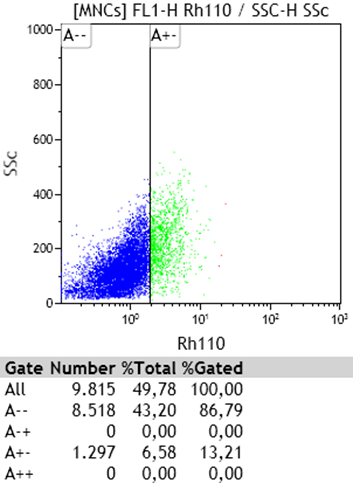 [MNCs] FL1-H Rh110 / SSC-H SSc
A-- A+-
1000
800
600
400
200
0
SSc
10⁰ 10¹ 10² 10³
Rh110
Gate Number %Total %Gated
All 9.815 49,78 100,00
A-- 8.518 43,20 86,79
A-+ 0 0,00 0,00
A+- 1.297 6,58 13,21
A++ 0 0,00 0,00